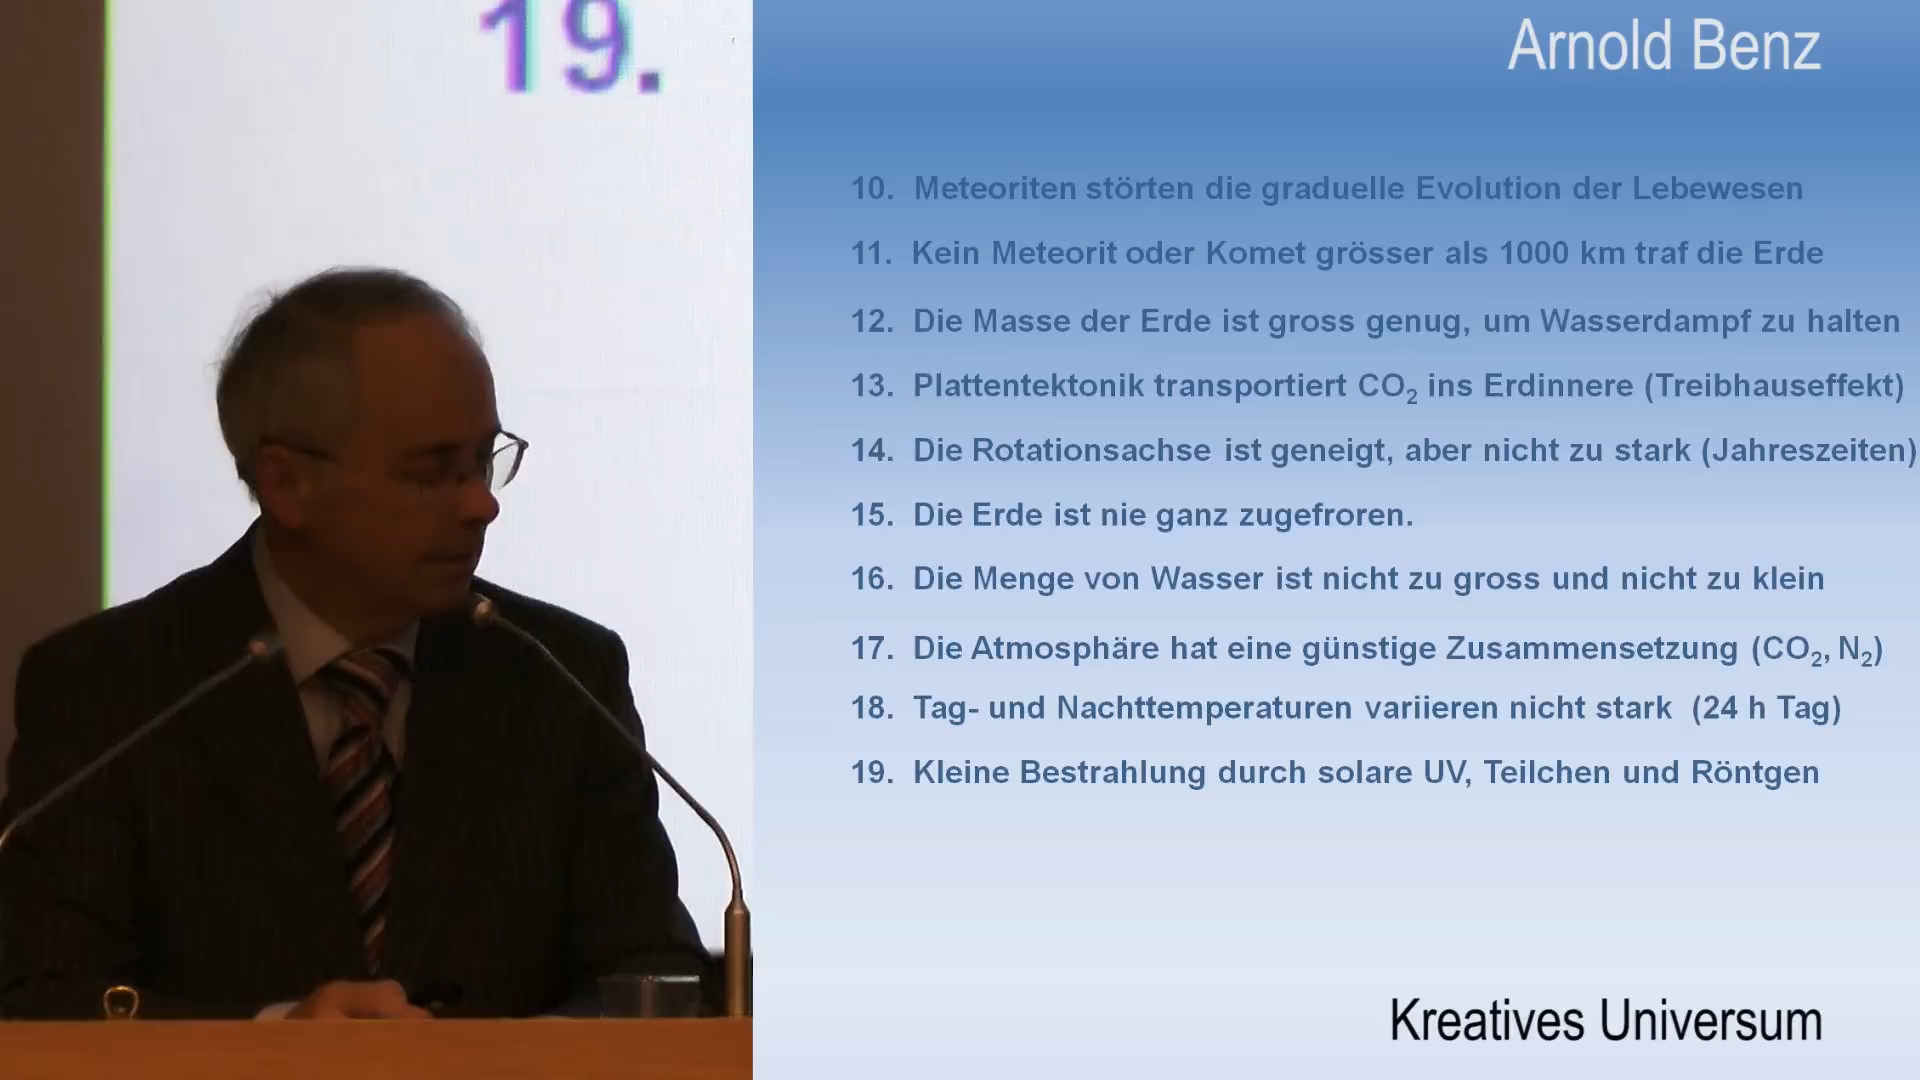 19.
Arnold Benz
10. Meteoriten störten die graduelle Evolution der Lebewesen
11. Kein Meteorit oder Komet grösser als 1000 km traf die Erde
12. Die Masse der Erde ist gross genug, um Wasserdampf zu halten
13. Plattentektonik transportiert CO₂ ins Erdinnere (Treibhauseffekt)
14. Die Rotationsachse ist geneigt, aber nicht zu stark (Jahreszeiten)
15. Die Erde ist nie ganz zugefroren.
16. Die Menge von Wasser ist nicht zu gross und nicht zu klein
17. Die Atmosphäre hat eine günstige Zusammensetzung (CO₂, N₂)
18. Tag- und Nachttemperaturen variieren nicht stark (24 h Tag)
19. Kleine Bestrahlung durch solare UV, Teilchen und Röntgen
Kreatives Universum